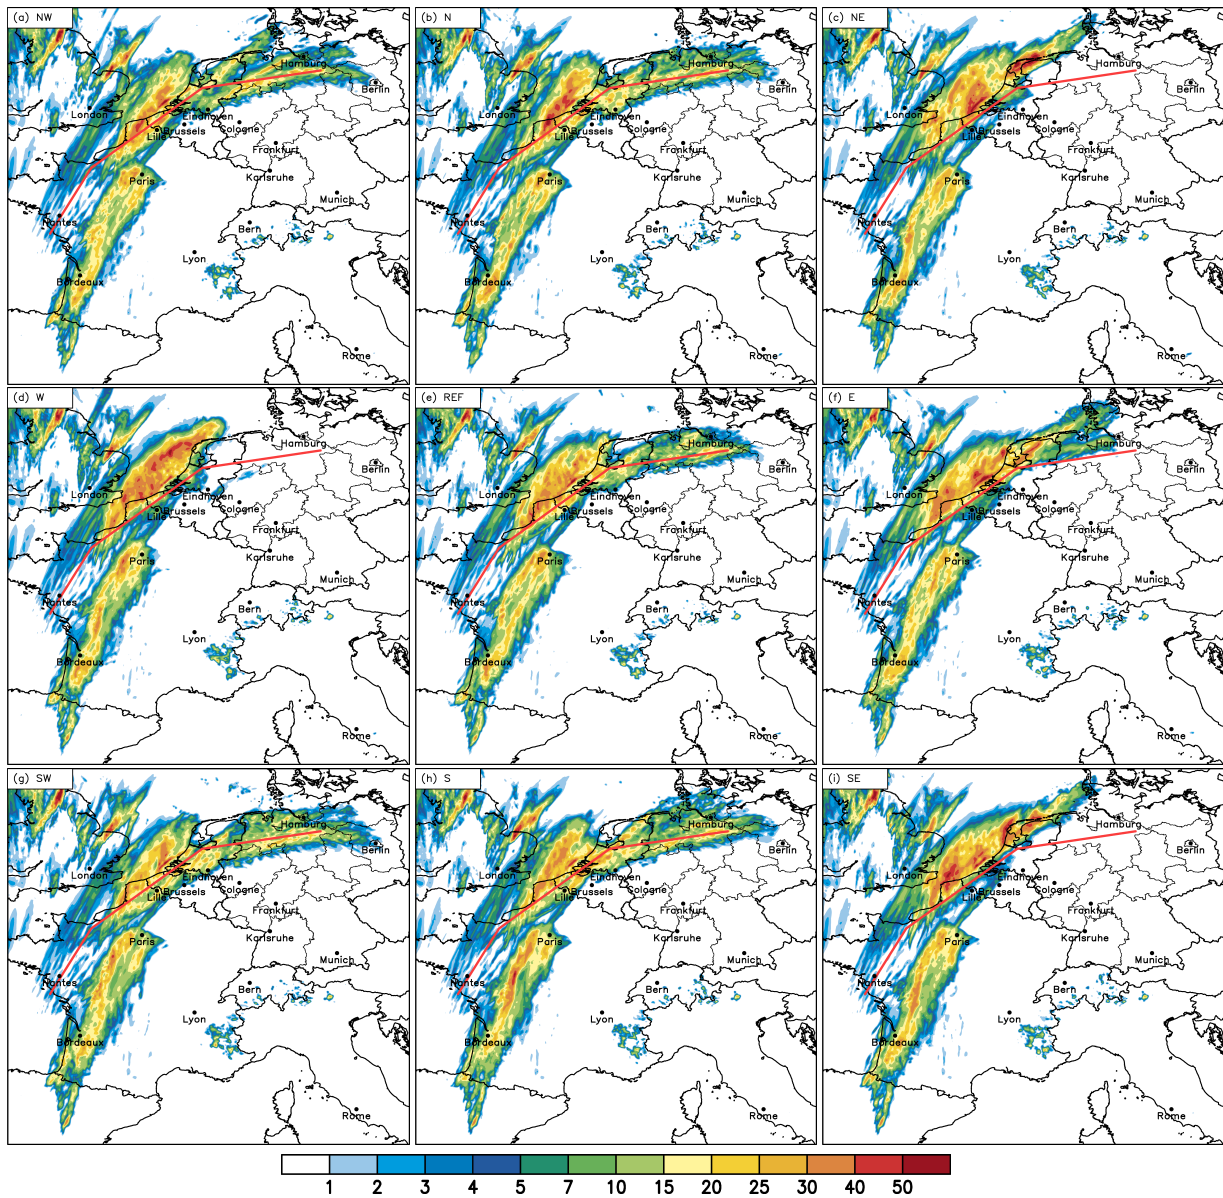 (a) NW
Hamburg
Berlin
London
Eindhoven
Lille
Brussels
Cologne
Frankfurt
Paris
Karlsruhe
Munich
Nantes
Bern
Lyon
Bordeaux
Rome
(b) N
Hamburg
Berlin
London
Eindhoven
Lille
Brussels
Cologne
Frankfurt
Paris
Karlsruhe
Munich
Nantes
Bern
Lyon
Bordeaux
Rome
(c) NE
Hamburg
Berlin
London
Eindhoven
Lille
Brussels
Cologne
Frankfurt
Paris
Karlsruhe
Munich
Nantes
Bern
Lyon
Bordeaux
Rome
(d) W
Hamburg
Berlin
London
Eindhoven
Lille
Brussels
Cologne
Frankfurt
Paris
Karlsruhe
Munich
Nantes
Bern
Lyon
Bordeaux
Rome
(e) REF
Hamburg
Berlin
London
Eindhoven
Lille
Brussels
Cologne
Frankfurt
Paris
Karlsruhe
Munich
Nantes
Bern
Lyon
Bordeaux
Rome
(f) E
Hamburg
Berlin
London
Eindhoven
Lille
Brussels
Cologne
Frankfurt
Paris
Karlsruhe
Munich
Nantes
Bern
Lyon
Bordeaux
Rome
(g) SW
Hamburg
Berlin
London
Eindhoven
Lille
Brussels
Cologne
Frankfurt
Paris
Karlsruhe
Munich
Nantes
Bern
Lyon
Bordeaux
Rome
(h) S
Hamburg
Berlin
London
Eindhoven
Lille
Brussels
Cologne
Frankfurt
Paris
Karlsruhe
Munich
Nantes
Bern
Lyon
Bordeaux
Rome
(i) SE
Hamburg
Berlin
London
Eindhoven
Lille
Brussels
Cologne
Frankfurt
Paris
Karlsruhe
Munich
Nantes
Bern
Lyon
Bordeaux
Rome
1 2 3 4 5 7 10 15 20 25 30 40 50